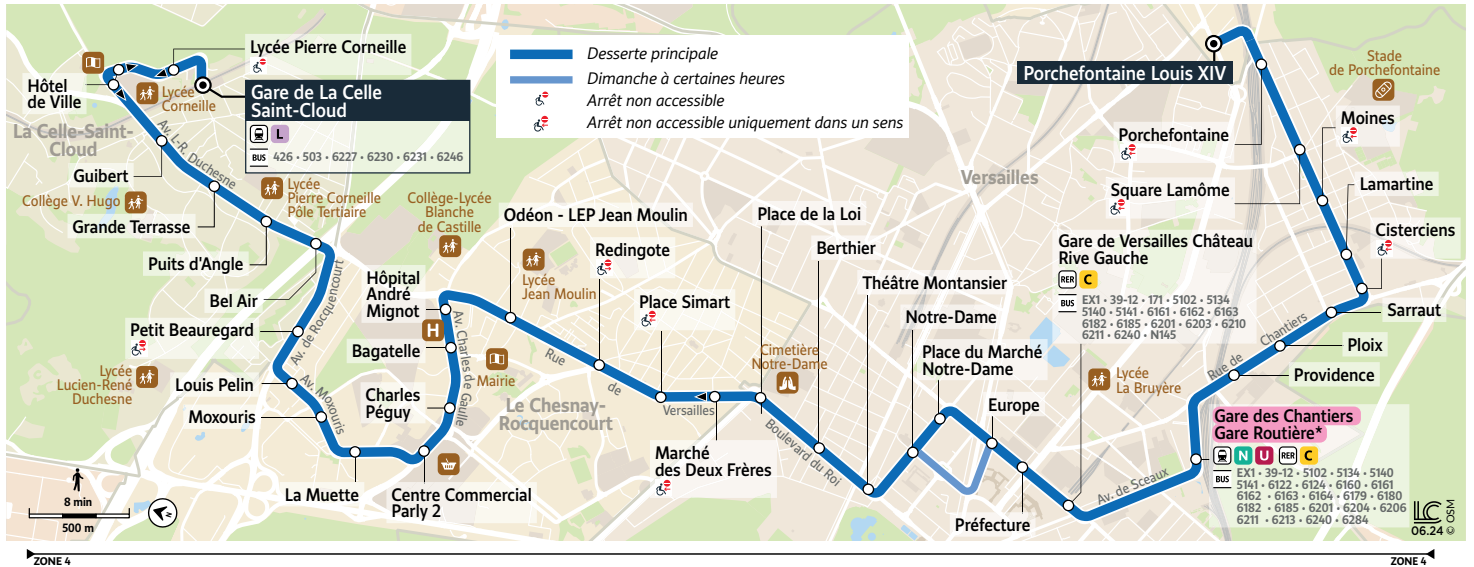 Lycée Pierre Corneille
Hôtel
de Ville
Lycée
Corneille
Gare de La Celle
Saint-Cloud
L
BUS 426 • 503 • 6227 • 6230 • 6231 • 6246
La Celle-Saint-
Cloud
Av. J.-R. Duchesne
Guibert
Collège V. Hugo
Grande Terrasse
Lycée
Pierre Corneille
Pôle Tertiaire
Puits d'Angle
Bel Air
Av. de Rocquencourt
Petit Beauregard
Lycée
Lucien-René
Duchesne
Louis Pelin
Av. Moxouris
Moxouris
La Muette
Centre Commercial
Parly 2
Charles
Péguy
Bagatelle
Hôpital
André
Mignot
H
Av. Charles de Gaulle
Mairie
Collège-Lycée
Blanche
de Castille
Desserte principale
Dimanche à certaines heures
Arrêt non accessible
Arrêt non accessible uniquement dans un sens
Odéon - LEP Jean Moulin
Lycée
Jean Moulin
Redingote
Place Simart
Rue
de
Versailles
Le Chesnay-
Rocquencourt
Marché
des Deux Frères
Cimetière
Notre-Dame
Place de la Loi
Berthier
Boulevard du Roi
Théâtre Montansier
Notre-Dame
Place du Marché
Notre-Dame
Europe
Préfecture
Versailles
Gare de Versailles Château
Rive Gauche
RER C
BUS EX1 • 39-12 • 171 • 5102 • 5134
5140 • 5141 • 6161 • 6162 • 6163
6182 • 6185 • 6201 • 6203 • 6210
6211 • 6240 • N145
Lycée
La Bruyère
Av. de Sceaux
Gare des Chantiers
Gare Routière*
N U RER C
BUS EX1 • 39-12 • 5102 • 5134 • 5140
5141 • 6122 • 6124 • 6160 • 6161
6162 • 6163 • 6164 • 6179 • 6180
6182 • 6185 • 6201 • 6204 • 6206
6211 • 6213 • 6240 • 6284
Rue de Chantiers
Providence
Ploix
Sarraut
Cisterciens
Lamartine
Square Lamôme
Moines
Porchefontaine
Stade
de Porchefontaine
Porchefontaine Louis XIV
8 min
500 m
LC
06.24 © OSM
ZONE 4
ZONE 4